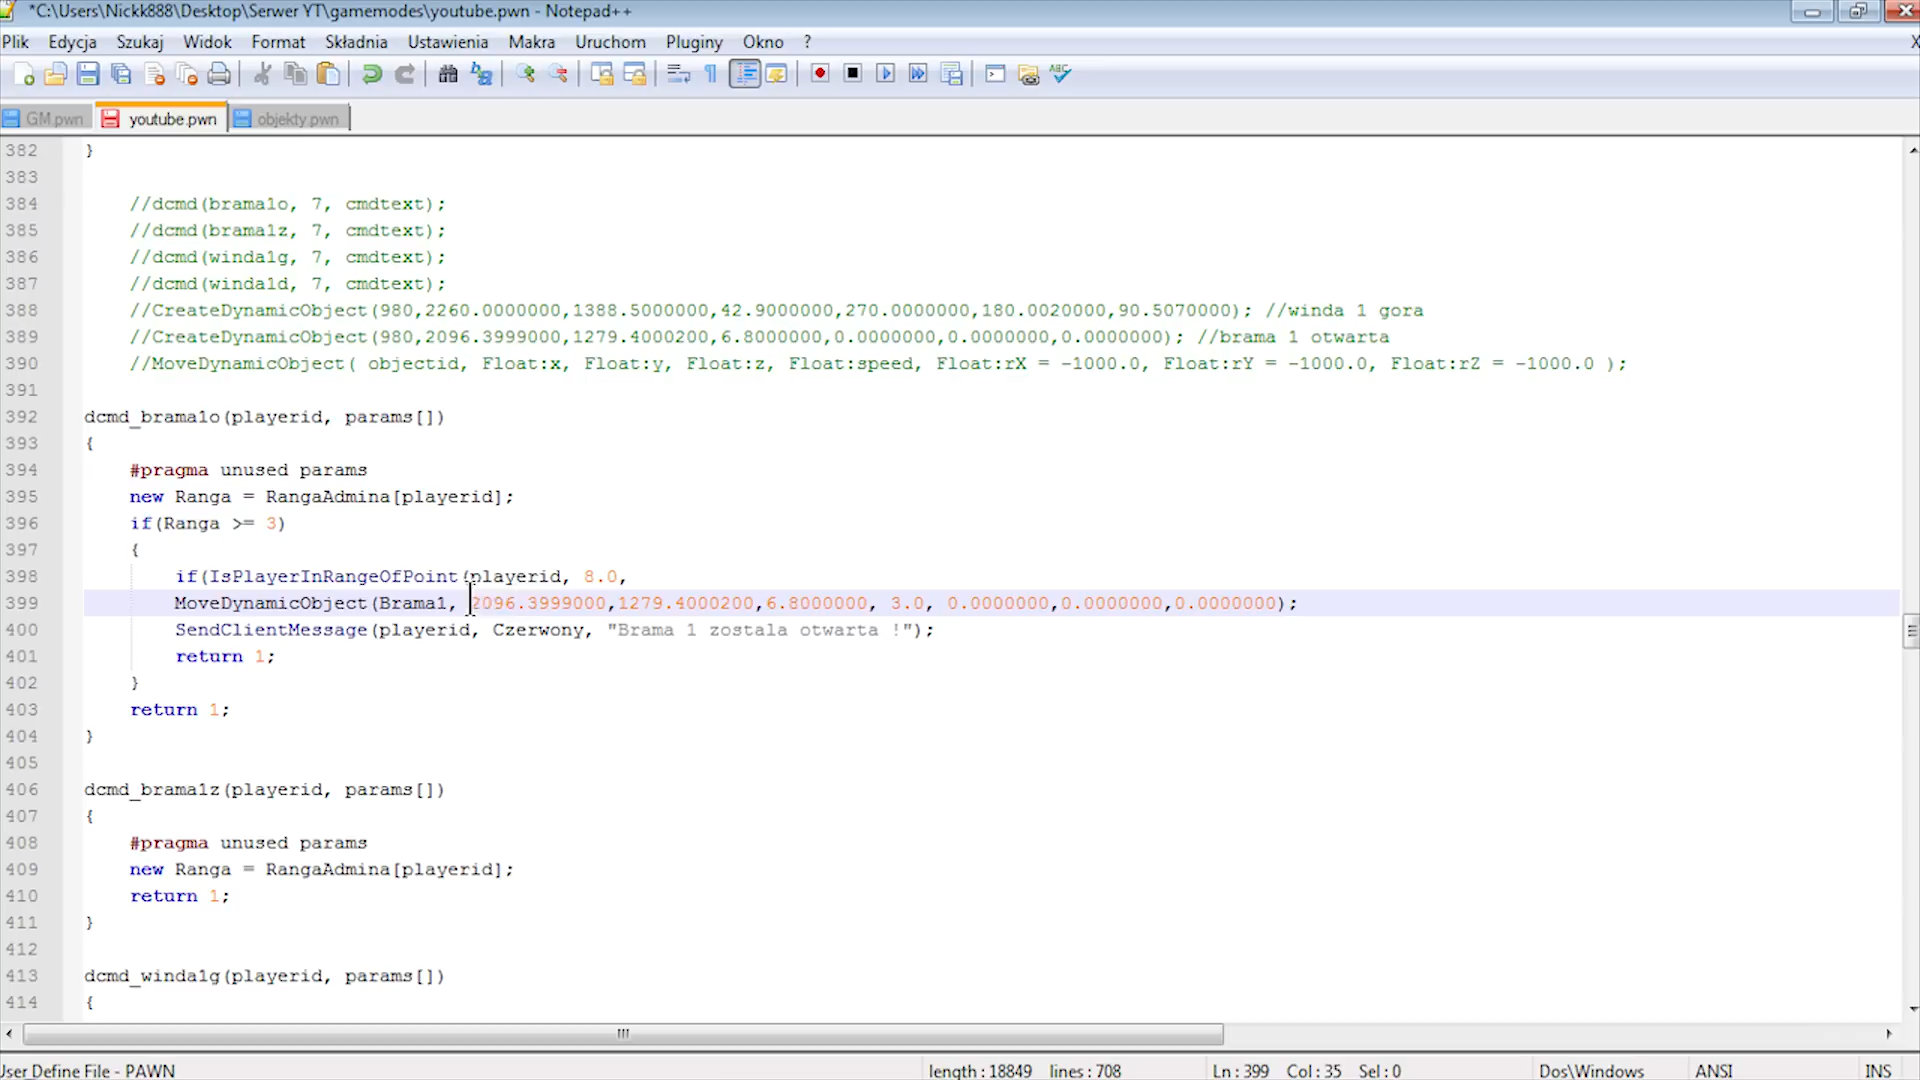 *C:\Users\Nickk888\Desktop\Serwer YT\gamemodes\youtube.pwn - Notepad++
Plik Edycja Szukaj Widok Format Składnia Ustawienia Makra Uruchom Pluginy Okno ? X
GM.pwn youtube.pwn objekty.pwn
382 }
383
384 //dcmd(brama1o, 7, cmdtext);
385 //dcmd(brama1z, 7, cmdtext);
386 //dcmd(winda1g, 7, cmdtext);
387 //dcmd(winda1d, 7, cmdtext);
388 //CreateDynamicObject(980,2260.0000000,1388.5000000,42.9000000,270.0000000,180.0020000,90.5070000); //winda 1 gora
389 //CreateDynamicObject(980,2096.3999000,1279.4000200,6.8000000,0.0000000,0.0000000,0.0000000); //brama 1 otwarta
390 //MoveDynamicObject( objectid, Float:x, Float:y, Float:z, Float:speed, Float:rX = -1000.0, Float:rY = -1000.0, Float:rZ = -1000.0 );
391
392 dcmd_brama1o(playerid, params[])
393 {
394 #pragma unused params
395 new Ranga = RangaAdmina[playerid];
396 if(Ranga >= 3)
397 {
398 if(IsPlayerInRangeOfPoint(playerid, 8.0,
399 MoveDynamicObject(Brama1, 2096.3999000,1279.4000200,6.8000000, 3.0, 0.0000000,0.0000000,0.0000000);
400 SendClientMessage(playerid, Czerwony, "Brama 1 zostala otwarta !");
401 return 1;
402 }
403 return 1;
404 }
405
406 dcmd_brama1z(playerid, params[])
407 {
408 #pragma unused params
409 new Ranga = RangaAdmina[playerid];
410 return 1;
411 }
412
413 dcmd_winda1g(playerid, params[])
414 {
User Define File - PAWN length : 18849 lines : 708 Ln : 399 Col : 35 Sel : 0 Dos\Windows ANSI INS